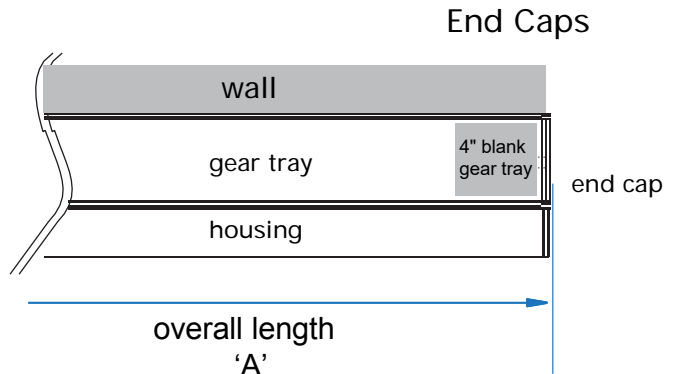 End Caps
wall
gear tray
4" blank
gear tray
end cap
housing
overall length
‘A’